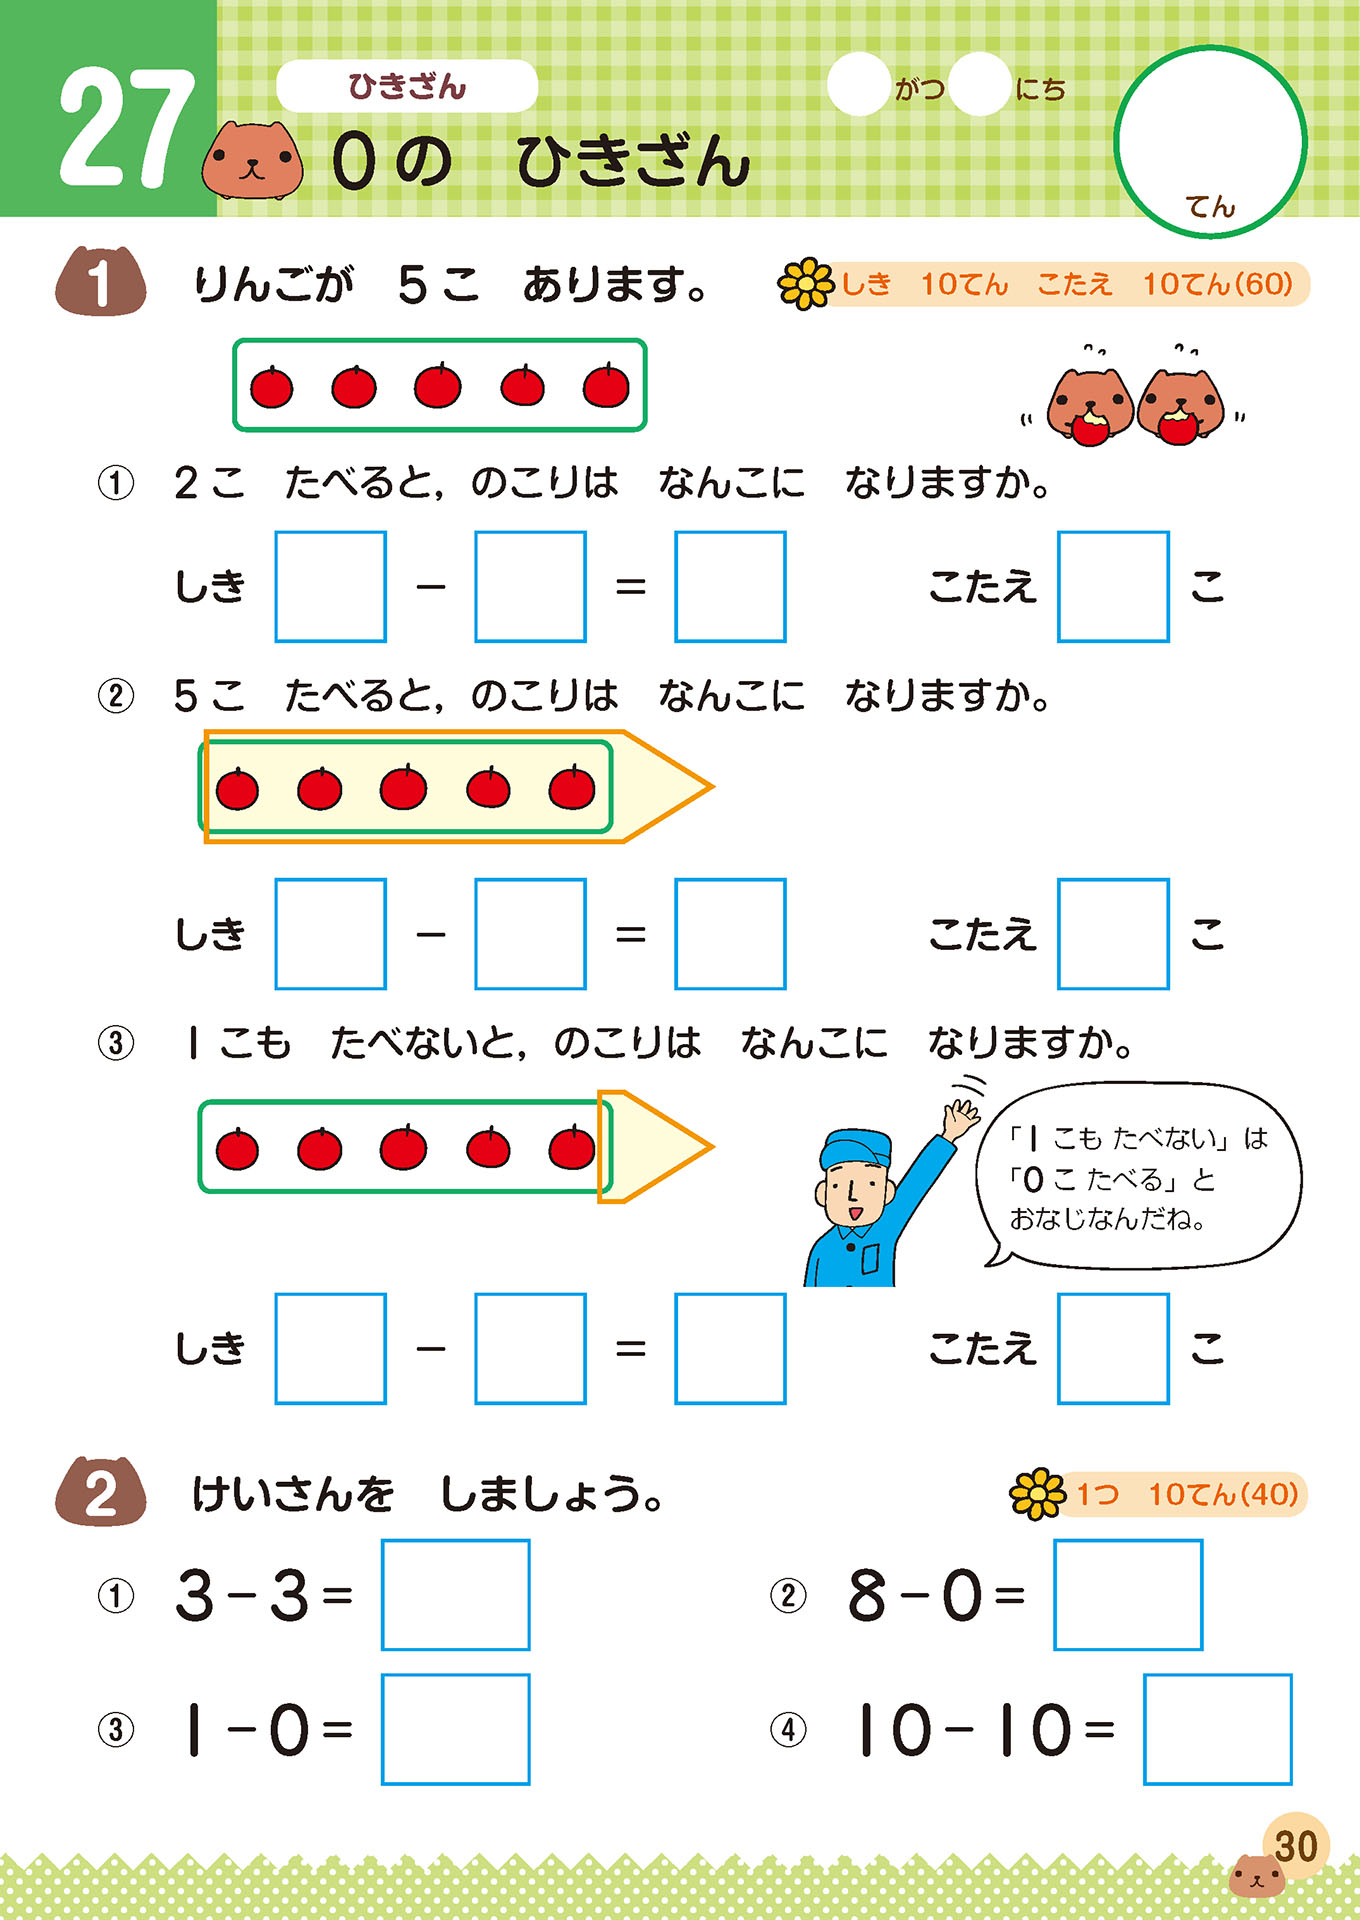 27
ひきざん
0の　ひきざん
がつ　にち
てん
1　りんごが　5こ　あります。
しき　10てん　こたえ　10てん(60)
①　2こ　たべると，のこりは　なんこに　なりますか。
しき　－　＝　こたえ　こ
②　5こ　たべると，のこりは　なんこに　なりますか。
しき　－　＝　こたえ　こ
③　1こも　たべないと，のこりは　なんこに　なりますか。
「1こも たべない」は
「0こ たべる」と
おなじなんだね。
しき　－　＝　こたえ　こ
2　けいさんを　しましょう。
1つ　10てん(40)
①　3－3＝
②　8－0＝
③　1－0＝
④　10－10＝
30